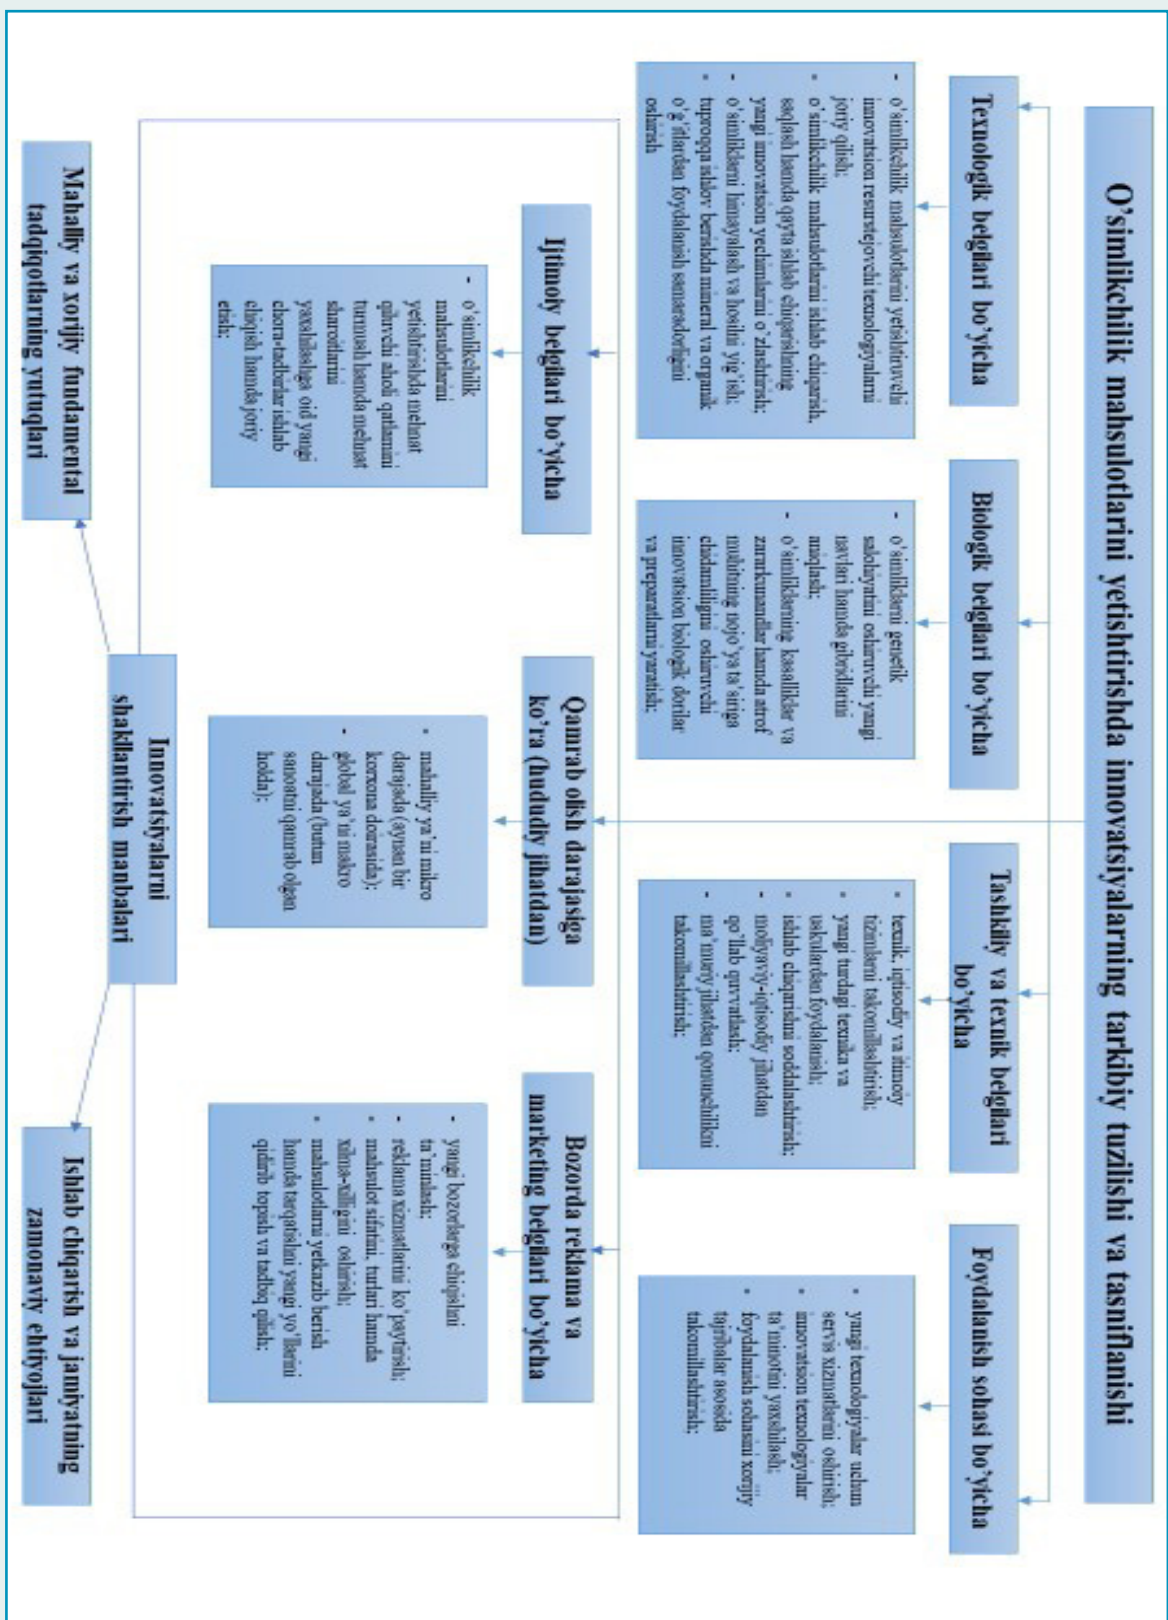 O’simlikchilik mahsulotlarini yetishtirishda innovatsiyalarning tarkibiy tuzilishi va tasniflanishi
Texnologik belgilari bo’yicha
- o’simlikchilik mahsulotlarini yetishtiruvchi
innovatsion resurstejovchi texnologiyalarni
joriy qilish;
- o’simlikchilik mahsulotlarini ishlab chiqarish,
saqlash hamda qayta ishlab chiqarishning
yangi innovatsion yechimlarini o’zlashtirish;
- o’simliklarni himayalash va hosilni yig’ish;
- tuproqqa ishlov berishda mineral va organik
o’g’itlardan foydalanish samaradorligini
oshirish
Biologik belgilari bo’yicha
- o’simliklarni genetik
salohiyatini oshiruvchi yangi
navlari hamda gibridlarini
aniqlash;
- o’simliklarning kasalliklar va
zararkunandlar hamda atrof
muhitning nojo’ya ta’siriga
chidamliligini oshiruvchi
innovatsion biologik dorilar
va preparatlarni yaratish;
Tashkiliy va texnik belgilari
bo’yicha
- texnik, iqtisodiy va itimoiy
tizimlarni takomillashtirish;
- yangi turdagi texnika va
uskulardan foydalanish;
- ishlab chiqarishni soddalashtirish;
- moliyaviy-iqtisodiy jihatdan
qo’llab quvvatlash;
- ma’muriy jihatdan qonunchilikni
takomillashtirish;
Foydalanish sohasi bo’yicha
- yangi texnologiyalar uchun
servis xizmatlarini oshirish;
- innovatsion texnologiyalar
ta’minotini yaxshilash;
- foydalanish sohasini xorijiy
tajribalar asosida
takomillashtirish;
Ijtimoiy belgilari bo’yicha
- o’simlikchilik
mahsulotlarini
yetishtirishda mehnat
qiluvchi aholi qatlamini
turmush hamda mehnat
sharoitlarini
yaxshilashga oid yangi
chora-tadbirlar ishlab
chiqish hamda joriy
etish;
Qamrab olish darajasiga
ko’ra (hududiy jihatdan)
- mahalliy ya’ni mikro
darajada (aynan bir
korxona doirasida);
- global ya’ni makro
darajada (butun
sanoatni qamrab olgan
holda);
Bozorda reklama va
marketing belgilari bo’yicha
- yangi bozorlarga chiqishni
ta’minlash;
- reklama xizmatlarini ko’paytirish;
- mahsulot sifatini, turlari hamda
xilma-xilligini oshirish;
- mahsulotlarni yetkazib berish
hamda tarqatishni yangi yo’llarini
qidirib topish va tadbiq qilish;
Innovatsiyalarni
shakllantirish manbalari
Mahalliy va xorijiy fundamental
tadqiqotlarning yutuqlari
Ishlab chiqarish va jamiyatning
zamonaviy ehtiyojlari